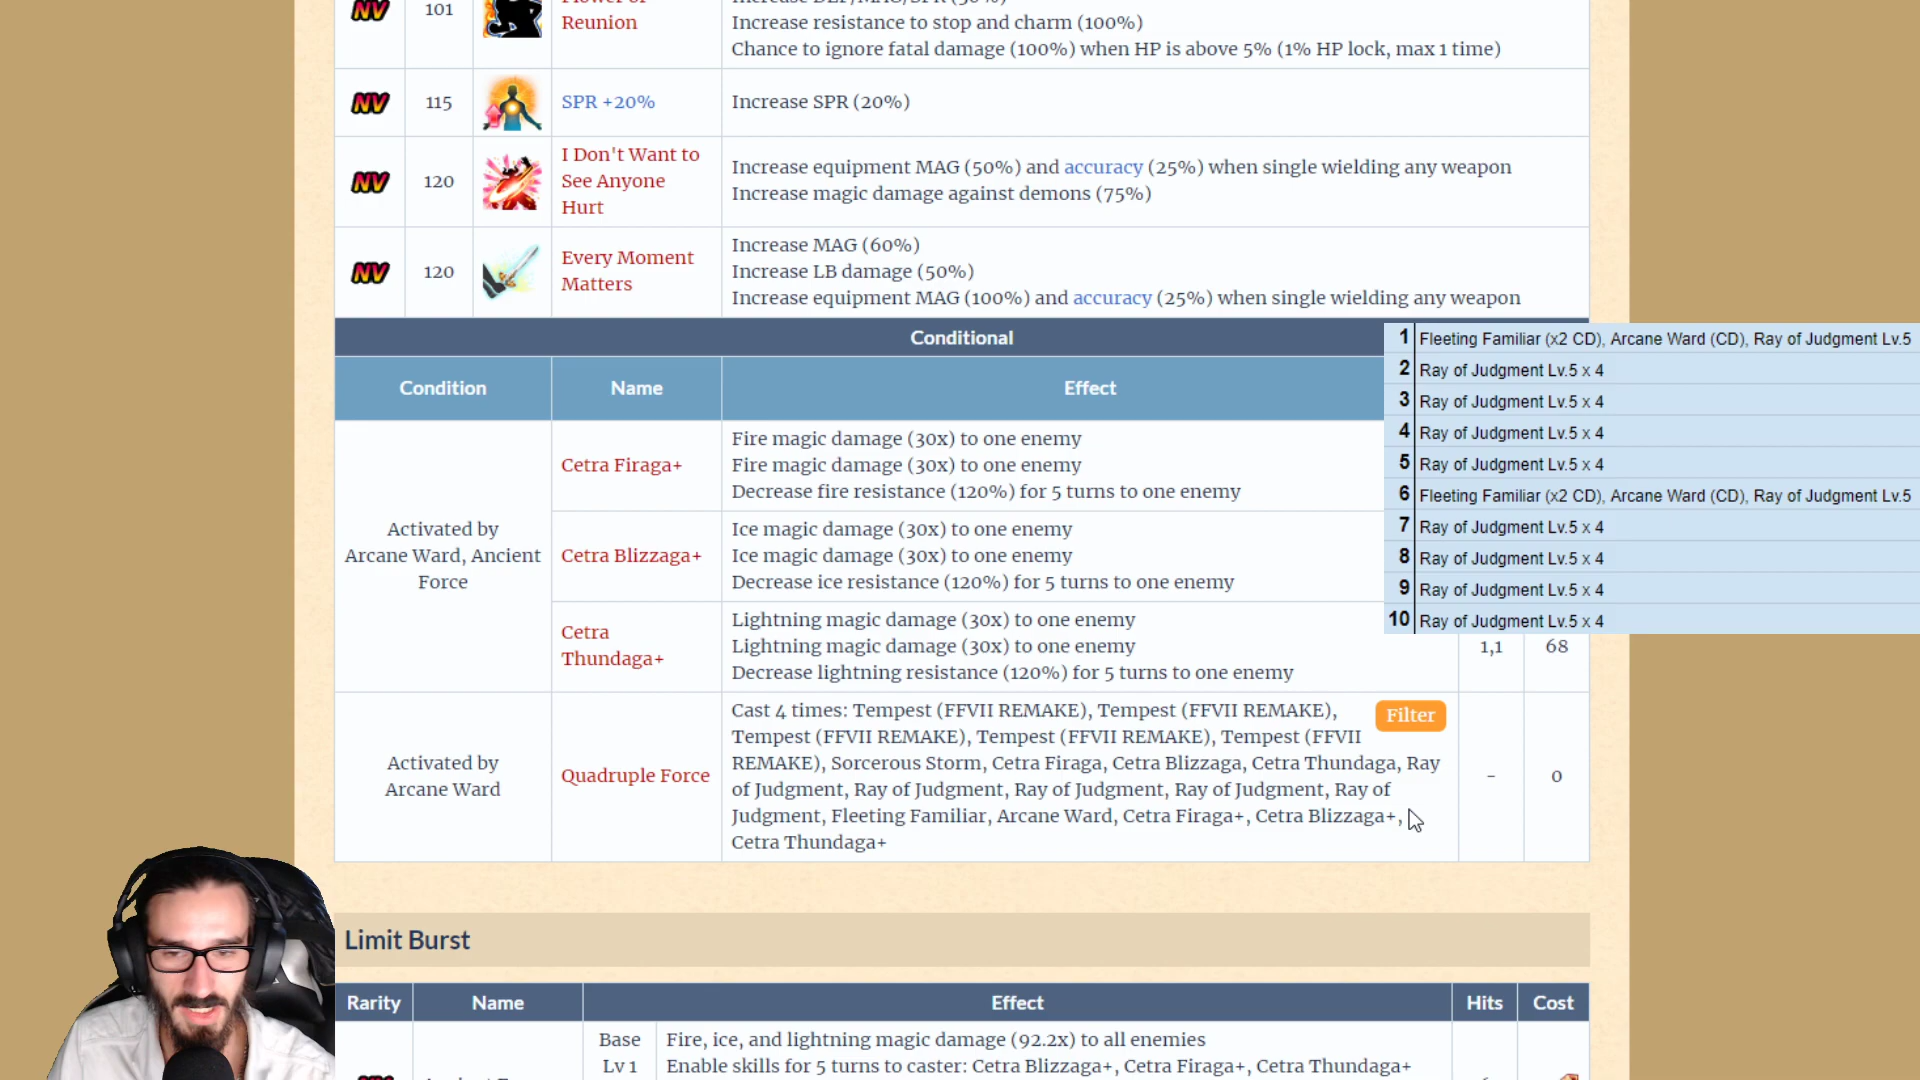 NV 101 Reunion
Increase resistance to stop and charm (100%)
Chance to ignore fatal damage (100%) when HP is above 5% (1% HP lock, max 1 time)
NV 115 SPR +20% Increase SPR (20%)
NV 120 I Don't Want to See Anyone Hurt
Increase equipment MAG (50%) and accuracy (25%) when single wielding any weapon
Increase magic damage against demons (75%)
NV 120 Every Moment Matters
Increase MAG (60%)
Increase LB damage (50%)
Increase equipment MAG (100%) and accuracy (25%) when single wielding any weapon
Conditional
Condition Name Effect
Activated by
Arcane Ward, Ancient
Force
Cetra Firaga+
Fire magic damage (30x) to one enemy
Fire magic damage (30x) to one enemy
Decrease fire resistance (120%) for 5 turns to one enemy
Cetra Blizzaga+
Ice magic damage (30x) to one enemy
Ice magic damage (30x) to one enemy
Decrease ice resistance (120%) for 5 turns to one enemy
Cetra
Thundaga+
Lightning magic damage (30x) to one enemy
Lightning magic damage (30x) to one enemy
Decrease lightning resistance (120%) for 5 turns to one enemy
1,1 68
Activated by
Arcane Ward
Quadruple Force
Cast 4 times: Tempest (FFVII REMAKE), Tempest (FFVII REMAKE),
Tempest (FFVII REMAKE), Tempest (FFVII REMAKE), Tempest (FFVII
REMAKE), Sorcerous Storm, Cetra Firaga, Cetra Blizzaga, Cetra Thundaga, Ray
of Judgment, Ray of Judgment, Ray of Judgment, Ray of Judgment, Ray of
Judgment, Fleeting Familiar, Arcane Ward, Cetra Firaga+, Cetra Blizzaga+,
Cetra Thundaga+
Filter
- 0
1 Fleeting Familiar (x2 CD), Arcane Ward (CD), Ray of Judgment Lv.5
2 Ray of Judgment Lv.5 x 4
3 Ray of Judgment Lv.5 x 4
4 Ray of Judgment Lv.5 x 4
5 Ray of Judgment Lv.5 x 4
6 Fleeting Familiar (x2 CD), Arcane Ward (CD), Ray of Judgment Lv.5
7 Ray of Judgment Lv.5 x 4
8 Ray of Judgment Lv.5 x 4
9 Ray of Judgment Lv.5 x 4
10 Ray of Judgment Lv.5 x 4
Limit Burst
Rarity Name Effect Hits Cost
Base
Lv 1
Fire, ice, and lightning magic damage (92.2x) to all enemies
Enable skills for 5 turns to caster: Cetra Blizzaga+, Cetra Firaga+, Cetra Thundaga+